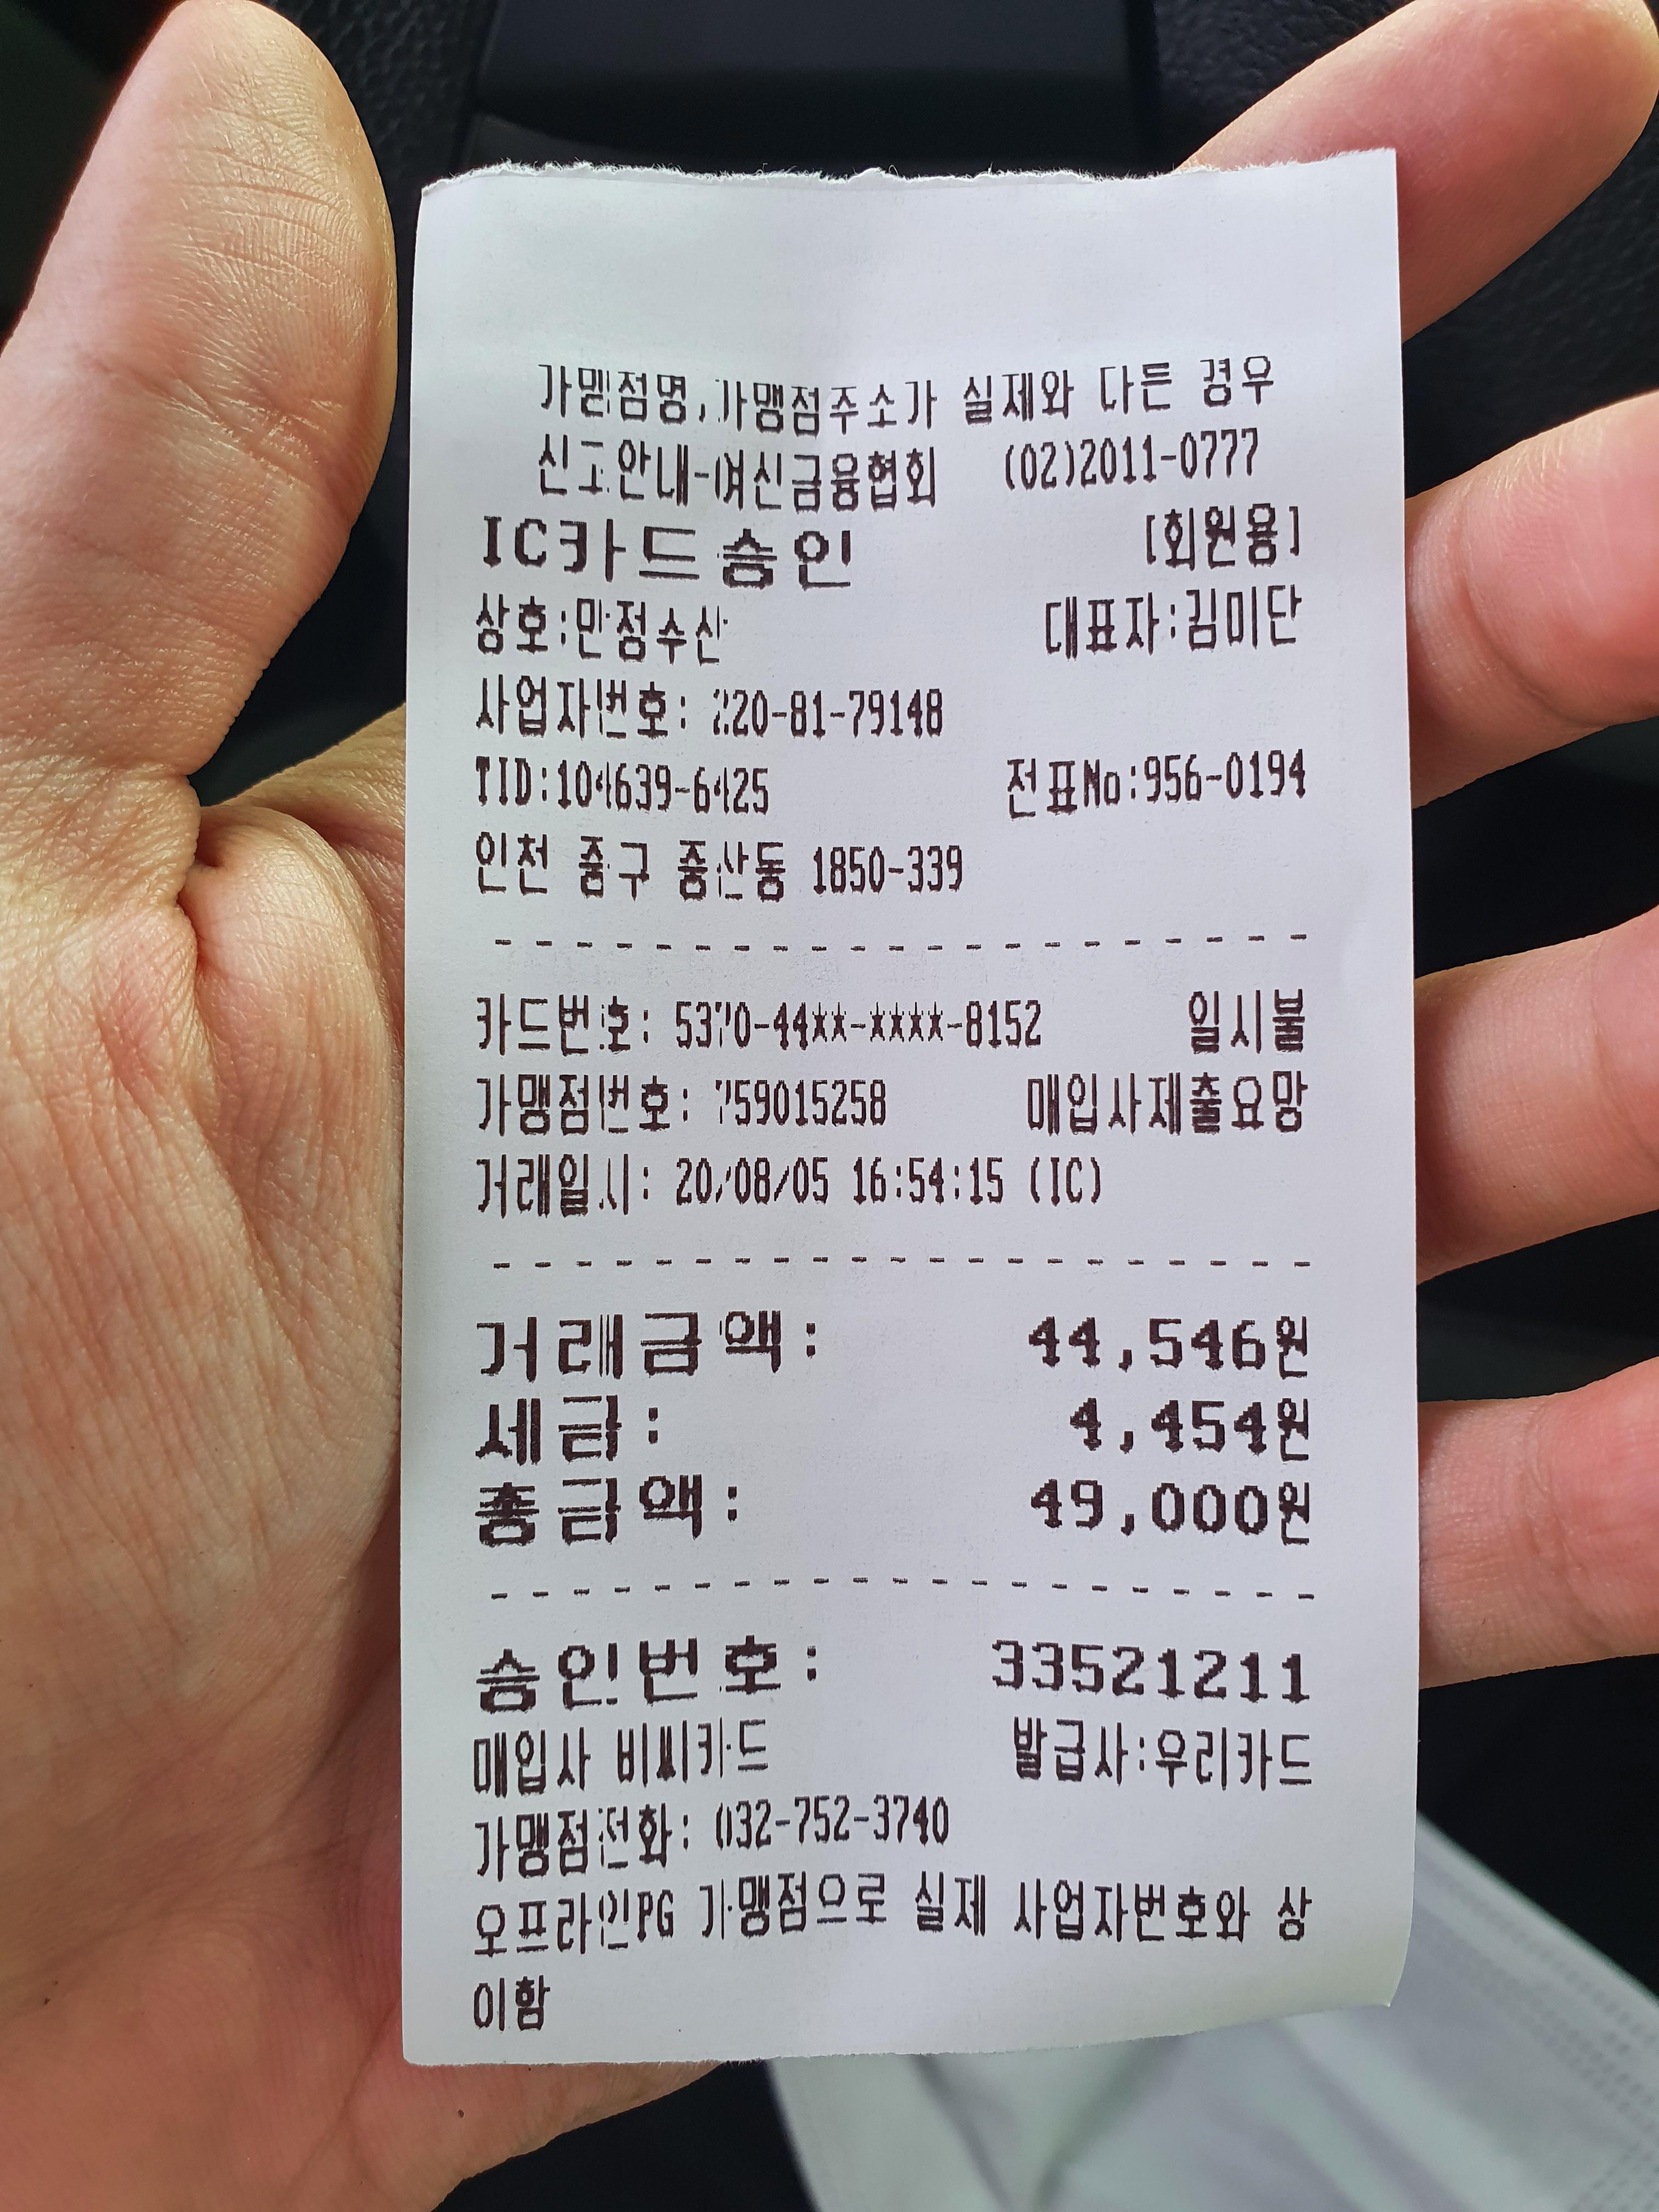 가맹점명,가맹점주소가 실제와 다른 경우
신고안내-여신금융협회 (02)2011-0777
IC카드승인 [회원용]
상호:만정수산 대표자:김미단
사업자번호: 220-81-79148
TID:104639-6425 전표No:956-0194
인천 중구 중산동 1850-339
카드번호: 5370-44**-****-8152 일시불
가맹점번호: 759015258 매입사제출요망
거래일시: 20/08/05 16:54:15 (IC)
거래금액: 44,546원
세금: 4,454원
총금액: 49,000원
승인번호: 33521211
매입사 비씨카드 발급사:우리카드
가맹점전화: 032-752-3740
오프라인PG 가맹점으로 실제 사업자번호와 상
이함